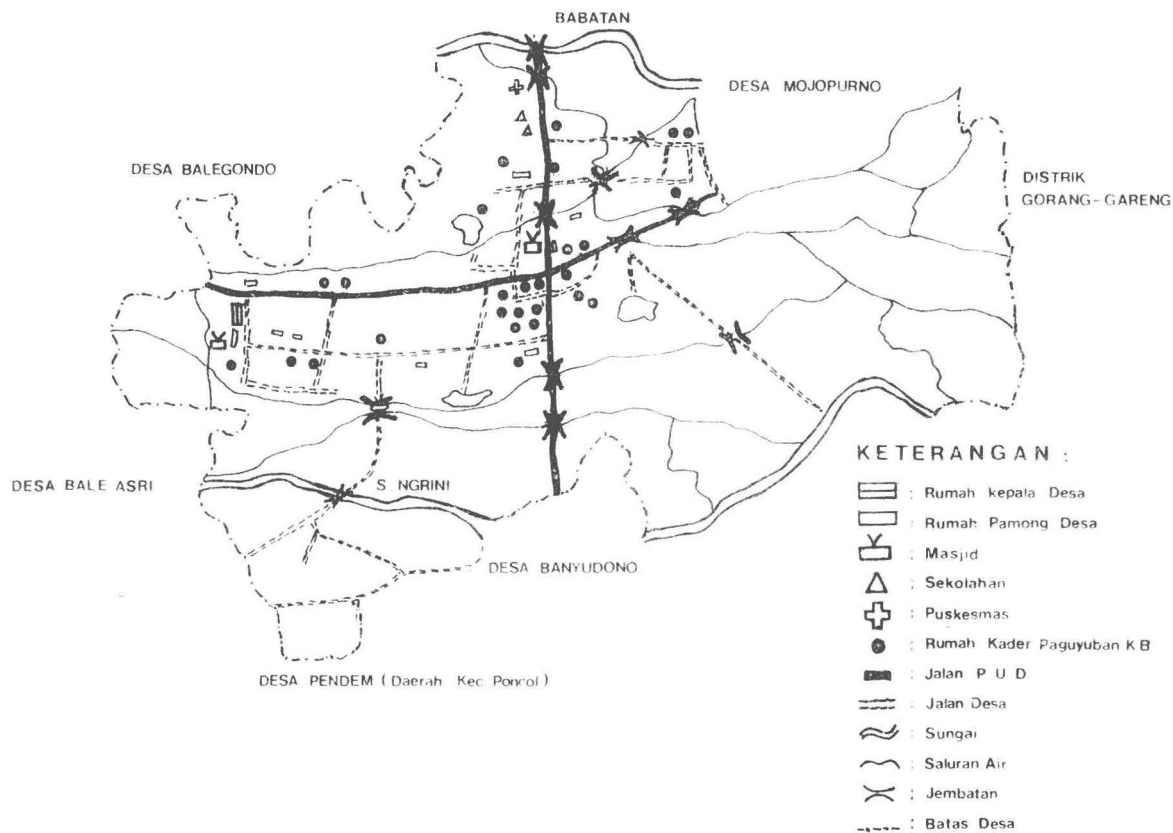 BABATAN
DESA MOJOPURNO
DESA BALEGONDO
DISTRIK
GORANG-GARENG
DESA BALE ASRI
S NGRINI
DESA BANYUDONO
DESA PENDEM (Daerah Kec Poncol)
KETERANGAN :
: Rumah kepala Desa
: Rumah Pamong Desa
: Masjid
: Sekolahan
: Puskesmas
: Rumah Kader Paguyuban KB
: Jalan P U D
: Jalan Desa
: Sungai
: Saluran Air
: Jembatan
: Batas Desa